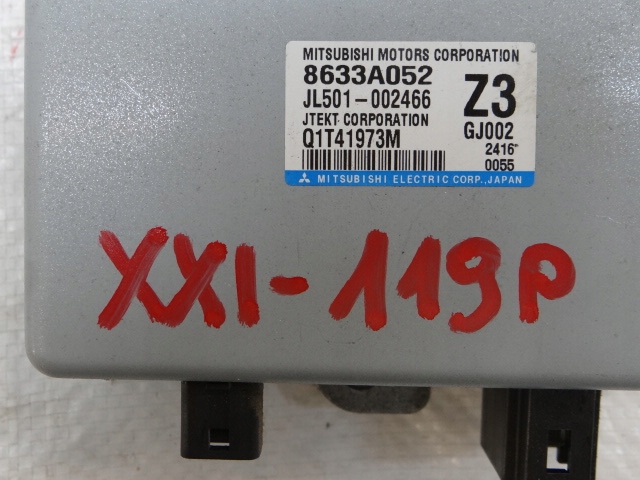 MITSUBISHI MOTORS CORPORATION
8633A052
Z3
JL501-002466
JTEKT CORPORATION
GJ002
Q1T41973M
2416
0055
MITSUBISHI ELECTRIC CORP.,JAPAN
XXI-119P